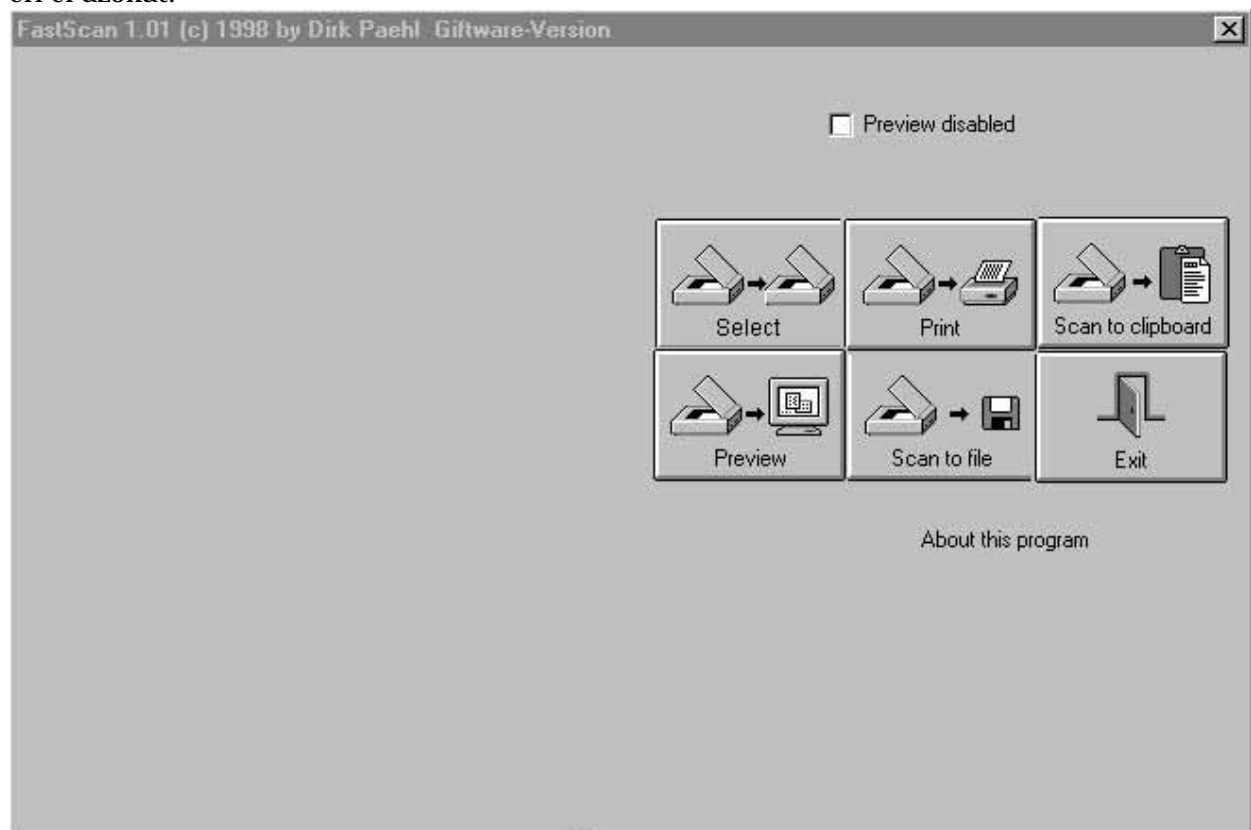 FastScan 1.01 (c) 1998 by Dirk Paehl Giftware-Version
Preview disabled
Select
Print
Scan to clipboard
Preview
Scan to file
Exit
About this program